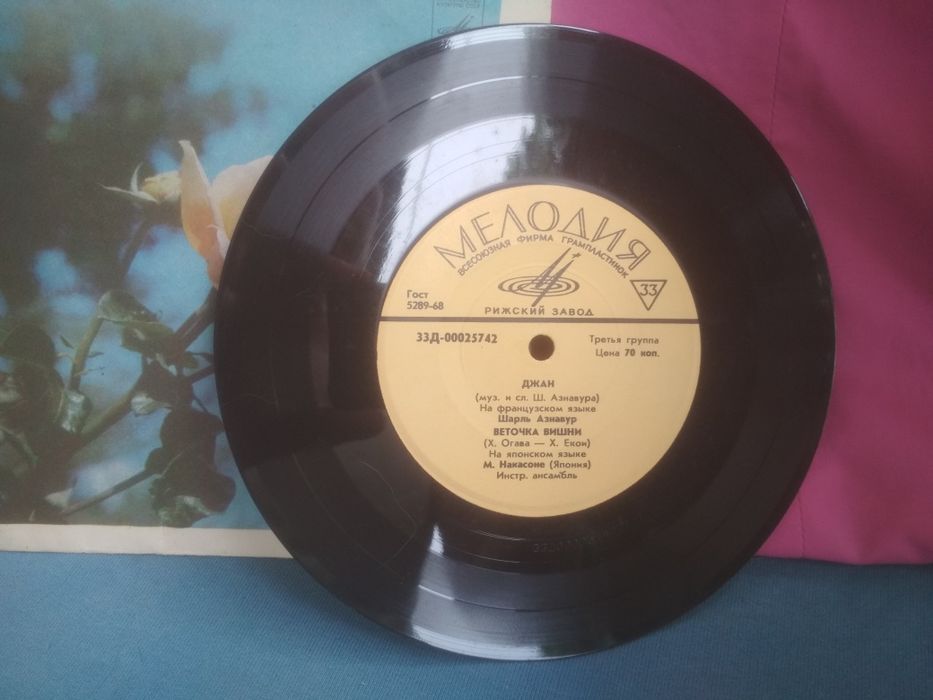 МЕЛОДИЯ
ВСЕСОЮЗНАЯ ФИРМА ГРАМПЛАСТИНОК
33
Гост
5289-68
РИЖСКИЙ ЗАВОД
33Д-00025742
Третья группа
Цена 70 коп.
ДЖАН
(муз. и сл. Ш. Азнавура)
На французском языке
Шарль Азнавур
ВЕТОЧКА ВИШНИ
(Х. Огава — Х. Екои)
На японском языке
М. Накасоне (Япония)
Инстр. ансамбль